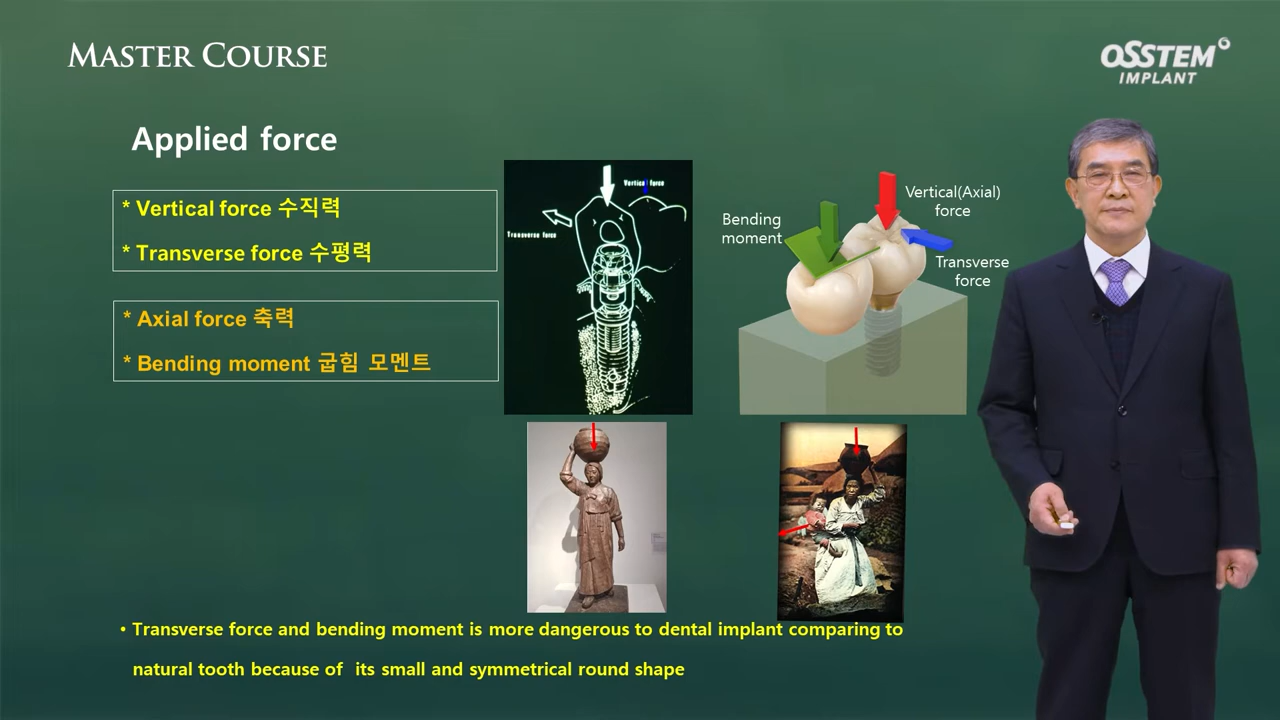 MASTER COURSE
OSSTEM
IMPLANT
Applied force
* Vertical force 수직력
* Transverse force 수평력
* Axial force 축력
* Bending moment 굽힘 모멘트
Vertical force
Transverse force
Bending
moment
Vertical(Axial)
force
Transverse
force
• Transverse force and bending moment is more dangerous to dental implant comparing to
natural tooth because of its small and symmetrical round shape